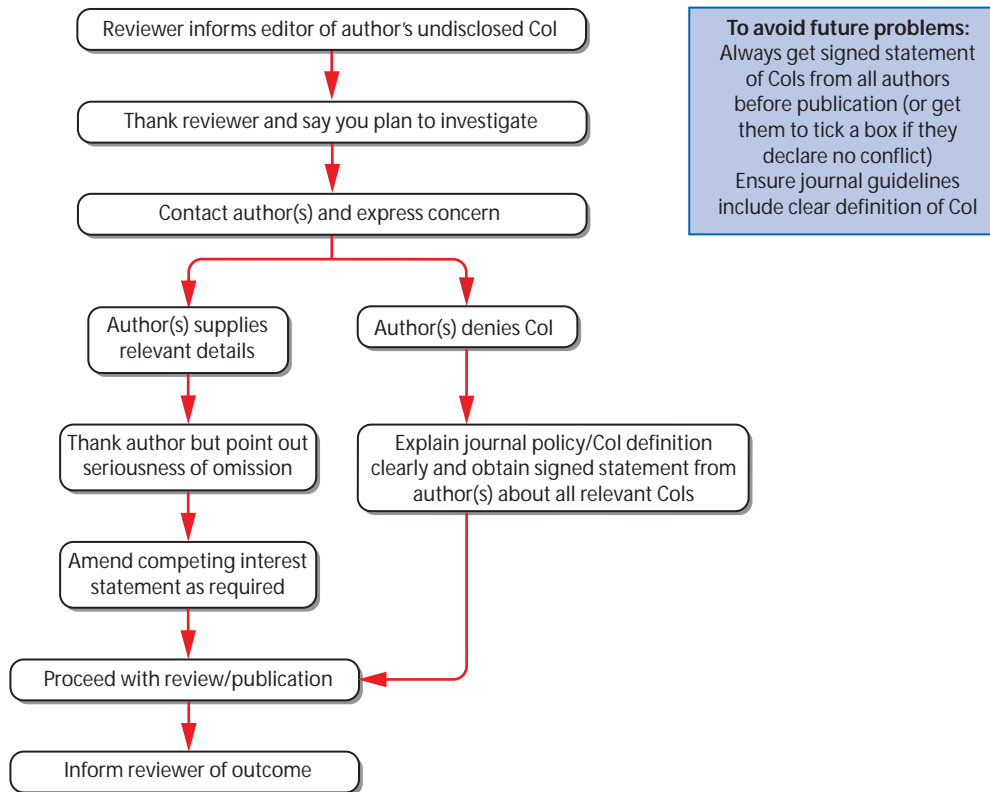 Reviewer informs editor of author's undisclosed CoI
Thank reviewer and say you plan to investigate
Contact author(s) and express concern
Author(s) supplies
relevant details
Author(s) denies CoI
Thank author but point out
seriousness of omission
Explain journal policy/CoI definition
clearly and obtain signed statement from
author(s) about all relevant CoIs
Amend competing interest
statement as required
Proceed with review/publication
Inform reviewer of outcome
To avoid future problems:
Always get signed statement
of CoIs from all authors
before publication (or get
them to tick a box if they
declare no conflict)
Ensure journal guidelines
include clear definition of CoI